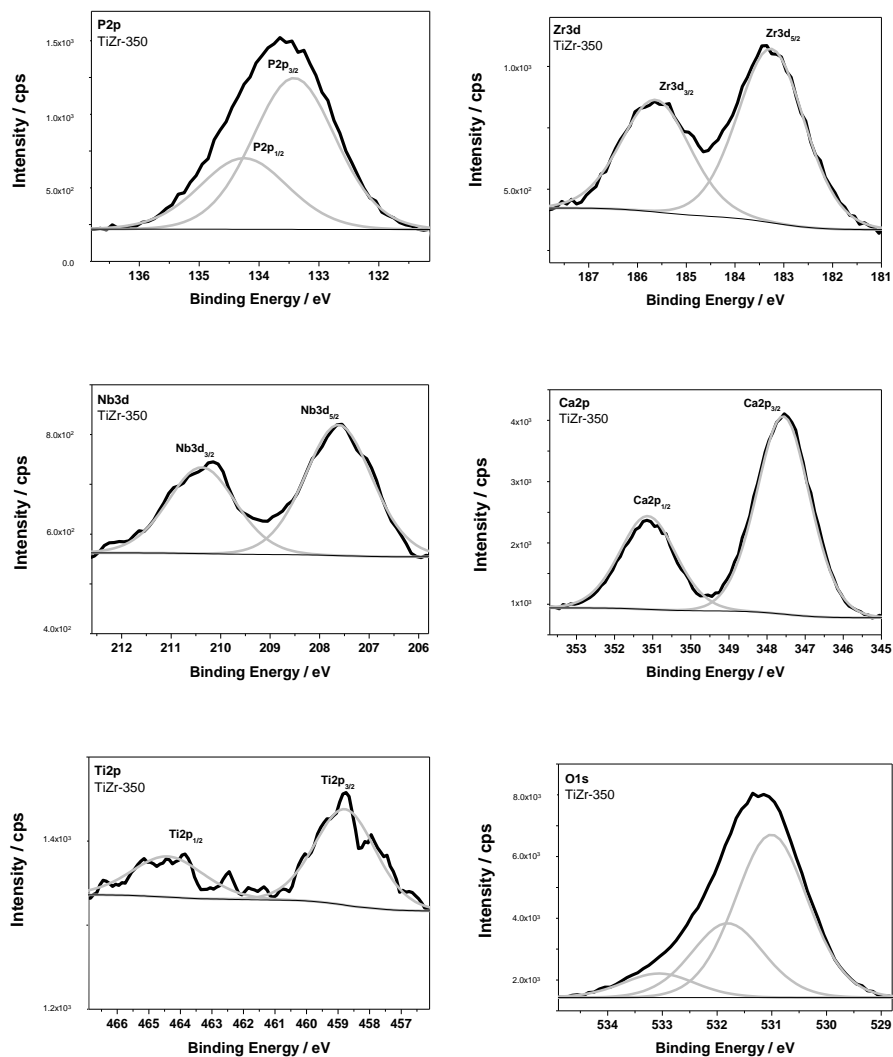 P2p
TiZr-350
P2p3/2
P2p1/2
1.5x10³
1.0x10³
5.0x10²
0.0
Intensity / cps
136 135 134 133 132
Binding Energy / eV
Zr3d
TiZr-350
Zr3d5/2
Zr3d3/2
1.0x10³
5.0x10²
Intensity / cps
187 186 185 184 183 182 181
Binding Energy / eV
Nb3d
TiZr-350
Nb3d5/2
Nb3d3/2
8.0x10²
6.0x10²
4.0x10²
Intensity / cps
212 211 210 209 208 207 206 205
Binding Energy / eV
Ca2p
TiZr-350
Ca2p3/2
Ca2p1/2
4x10³
3x10³
2x10³
1x10³
Intensity / cps
353 352 351 350 349 348 347 346 345
Binding Energy / eV
Ti2p
TiZr-350
Ti2p3/2
Ti2p1/2
1.4x10³
1.2x10³
Intensity / cps
466 465 464 463 462 461 460 459 458 457
Binding Energy / eV
O1s
TiZr-350
8.0x10³
6.0x10³
4.0x10³
2.0x10³
Intensity / cps
534 533 532 531 530 529
Binding Energy / eV